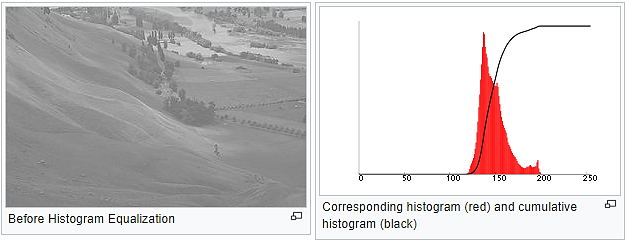 Before Histogram Equalization
0 50 100 150 200 250
Corresponding histogram (red) and cumulative
histogram (black)